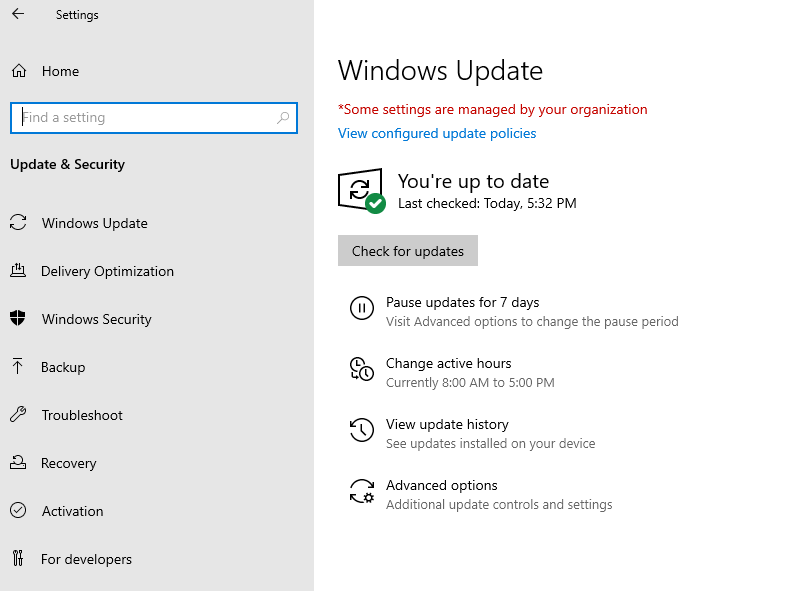 Settings
Home
Find a setting
Update & Security
Windows Update
Delivery Optimization
Windows Security
Backup
Troubleshoot
Recovery
Activation
For developers
Windows Update
*Some settings are managed by your organization
View configured update policies
You're up to date
Last checked: Today, 5:32 PM
Check for updates
Pause updates for 7 days
Visit Advanced options to change the pause period
Change active hours
Currently 8:00 AM to 5:00 PM
View update history
See updates installed on your device
Advanced options
Additional update controls and settings